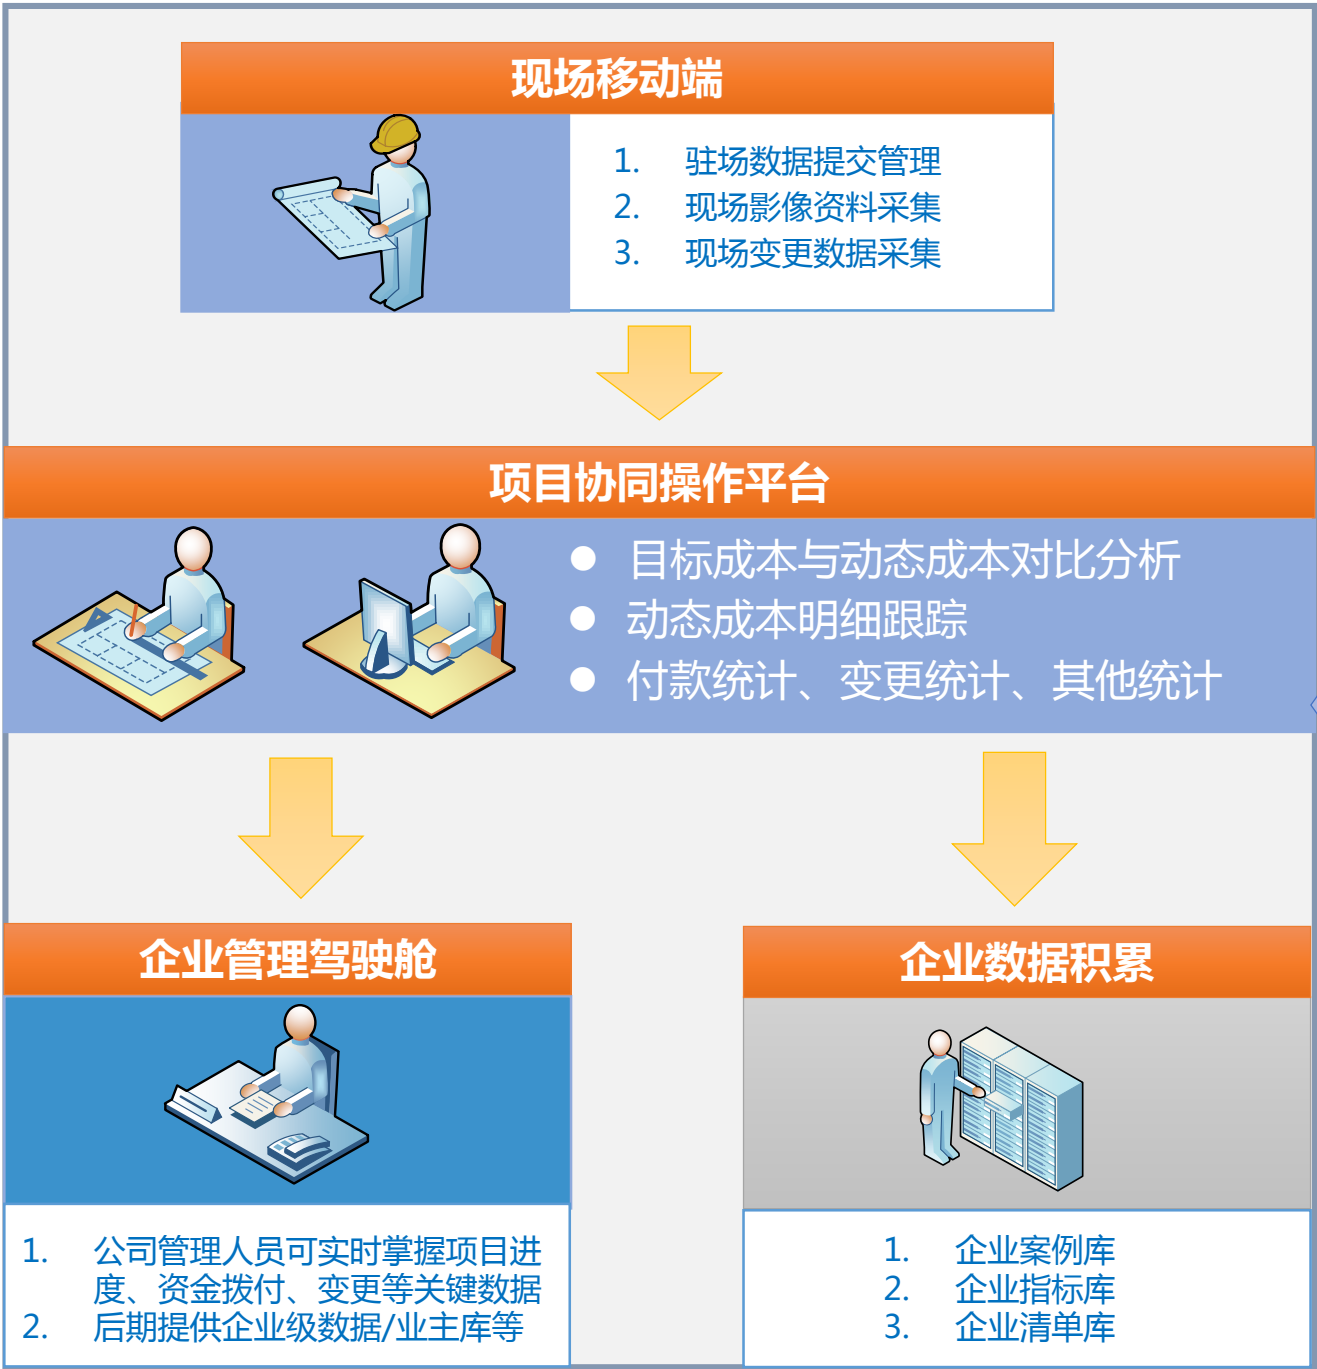 现场移动端
1. 驻场数据提交管理
2. 现场影像资料采集
3. 现场变更数据采集
项目协同操作平台
● 目标成本与动态成本对比分析
● 动态成本明细跟踪
● 付款统计、变更统计、其他统计
企业管理驾驶舱
1. 公司管理人员可实时掌握项目进
度、资金拨付、变更等关键数据
2. 后期提供企业级数据/业主库等
企业数据积累
1. 企业案例库
2. 企业指标库
3. 企业清单库